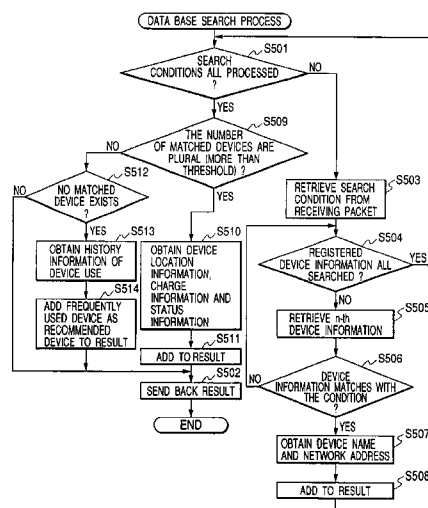 DATA BASE SEARCH PROCESS
S501
SEARCH
CONDITIONS ALL PROCESSED
?
NO
YES
S509
NO
THE NUMBER
OF MATCHED DEVICES ARE
PLURAL (MORE THAN
THRESHOLD) ?
YES
S512
NO
NO MATCHED
DEVICE EXISTS
?
YES
S513
OBTAIN HISTORY
INFORMATION OF
DEVICE USE
S514
ADD FREQUENTLY
USED DEVICE AS
RECOMMENDED
DEVICE TO RESULT
S510
OBTAIN DEVICE
LOCATION
INFORMATION,
CHARGE
INFORMATION AND
STATUS
INFORMATION
S511
ADD TO RESULT
S502
SEND BACK RESULT
END
S503
RETRIEVE SEARCH
CONDITION FROM
RECEIVING PACKET
S504
REGISTERED
DEVICE INFORMATION ALL
SEARCHED ?
YES
NO
S505
RETRIEVE n-th
DEVICE INFORMATION
S506
NO
DEVICE
INFORMATION MATCHES WITH
THE CONDITION
?
YES
S507
OBTAIN DEVICE NAME
AND NETWORK ADDRESS
S508
ADD TO RESULT